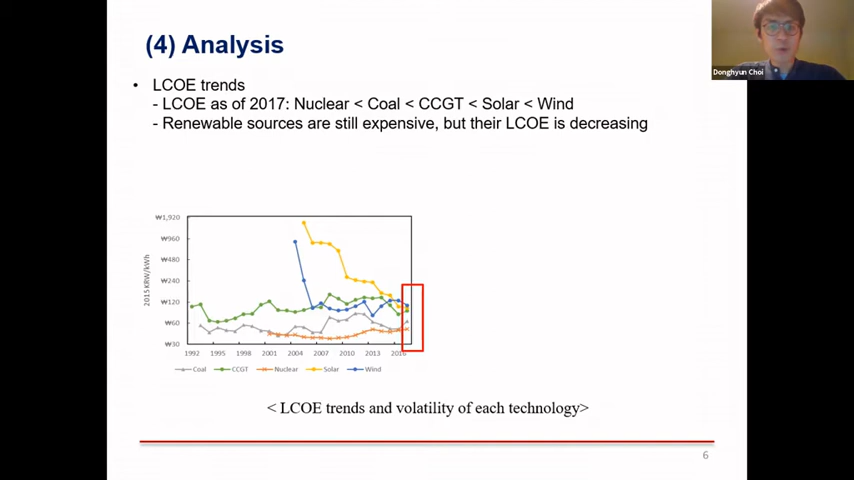 (4) Analysis
Donghyun Choi
• LCOE trends
- LCOE as of 2017: Nuclear < Coal < CCGT < Solar < Wind
- Renewable sources are still expensive, but their LCOE is decreasing
₩1,920
₩960
₩480
₩240
₩120
₩60
₩30
2015 KRW/kWh
1992 1995 1998 2001 2004 2007 2010 2013 2016
Coal CCGT Nuclear Solar Wind
< LCOE trends and volatility of each technology>
6